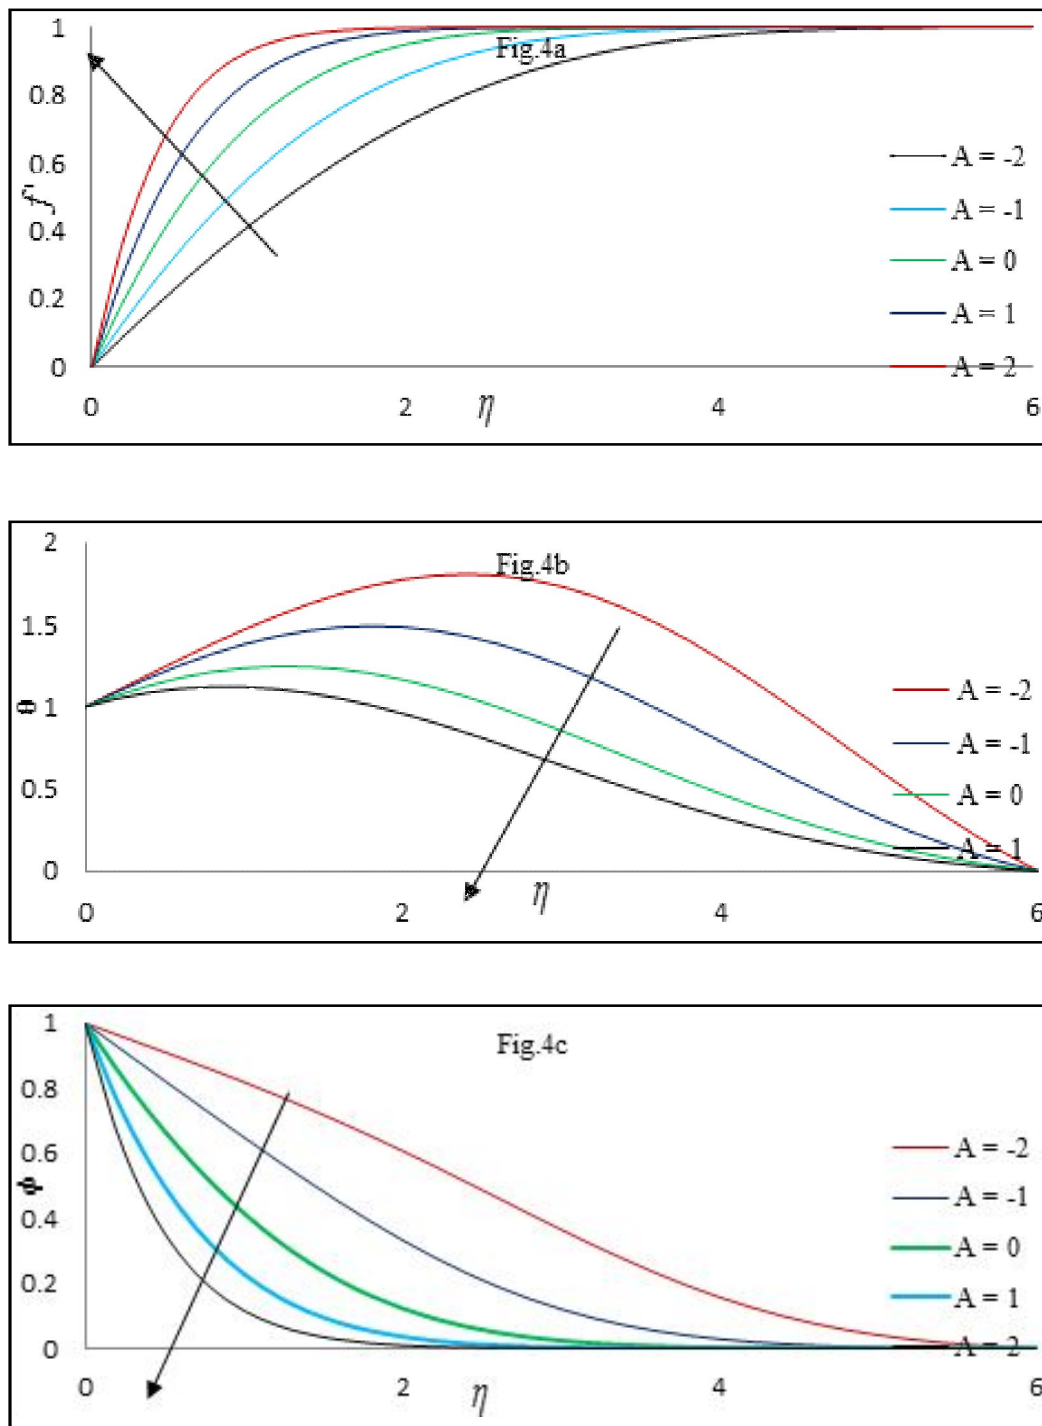 1
0.8
0.6
0.4
0.2
0
f'
Fig.4a
A = -2
A = -1
A = 0
A = 1
A = 2
0 2 η 4 6
2
1.5
1
0.5
0
θ
Fig.4b
A = -2
A = -1
A = 0
A = 1
η
0 2 4 6
1
0.8
0.6
0.4
0.2
0
φ
Fig.4c
A = -2
A = -1
A = 0
A = 1
A = 2
0 2 η 4 6